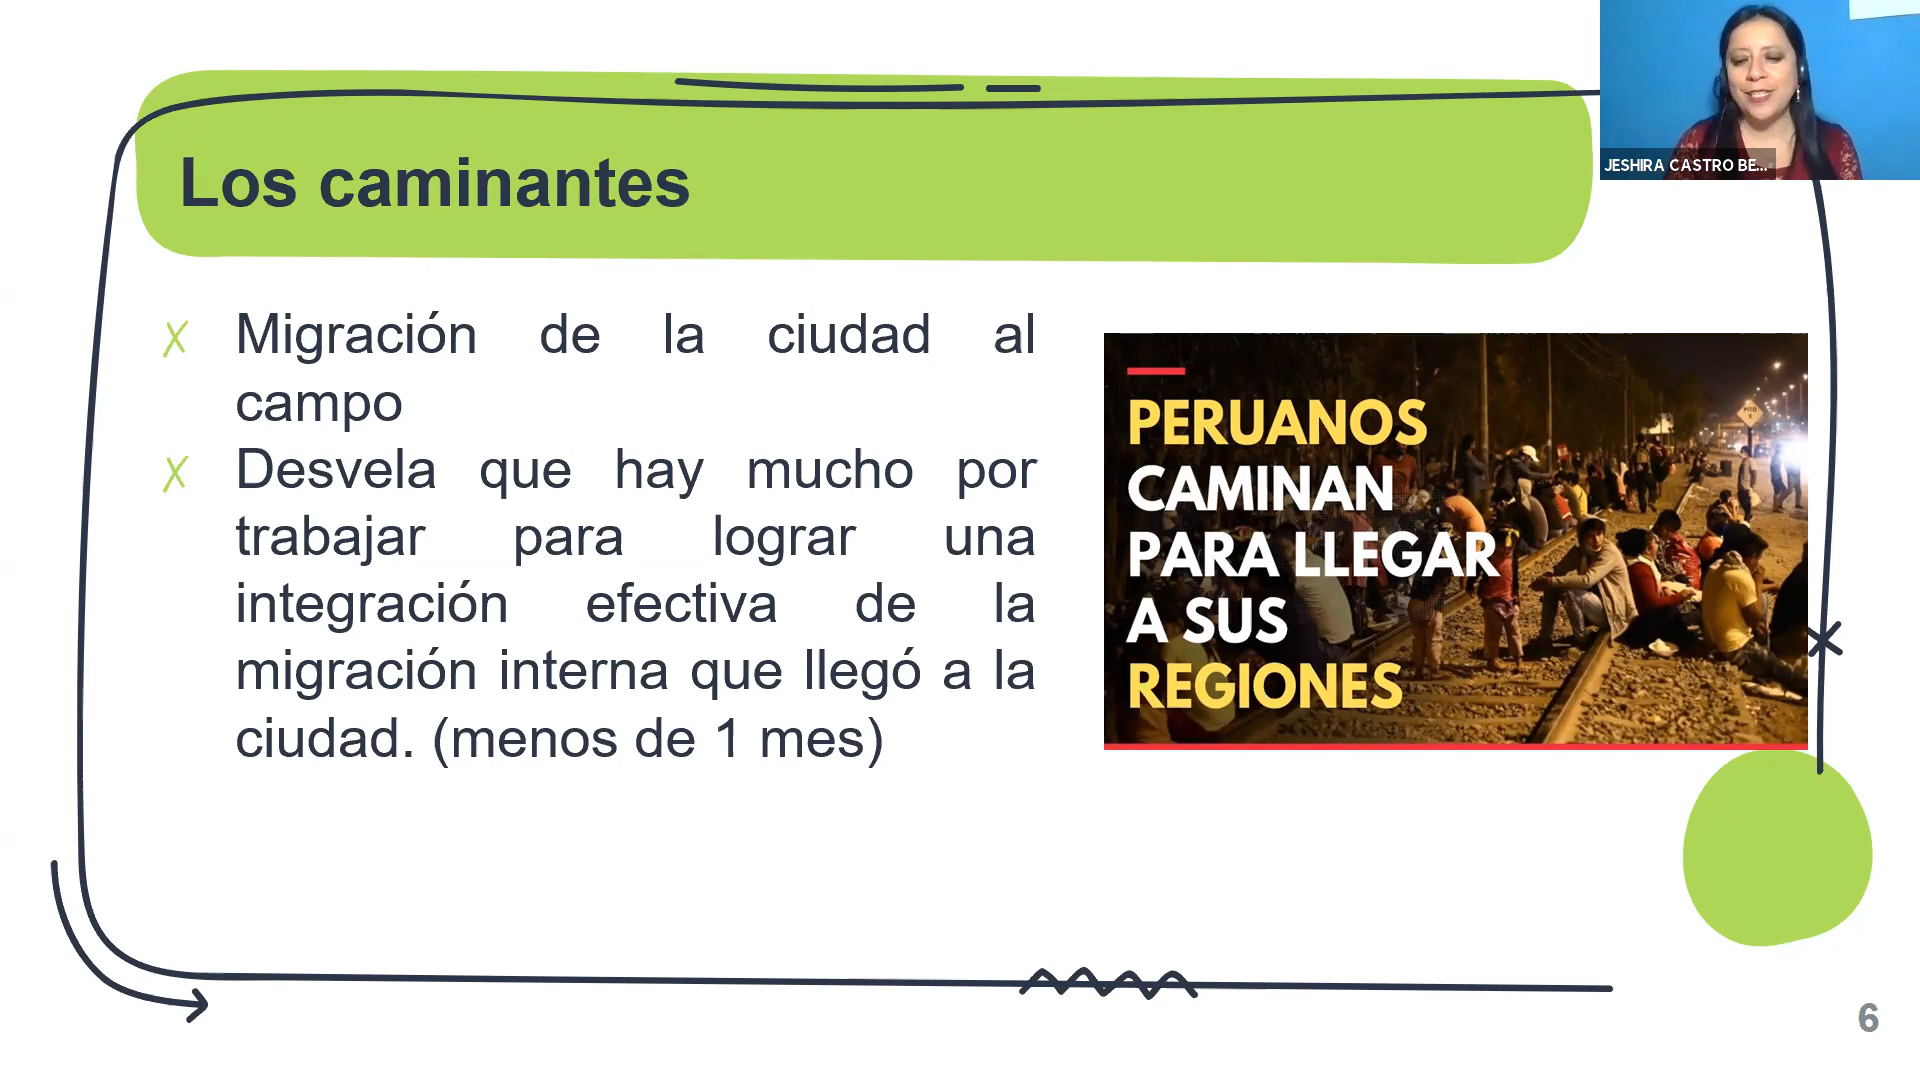 Los caminantes
JESHIRA CASTRO BE...
X Migración de la ciudad al
campo
X Desvela que hay mucho por
trabajar para lograr una
integración efectiva de la
migración interna que llegó a la
ciudad. (menos de 1 mes)
PERUANOS
CAMINAN
PARA LLEGAR
A SUS
REGIONES
6